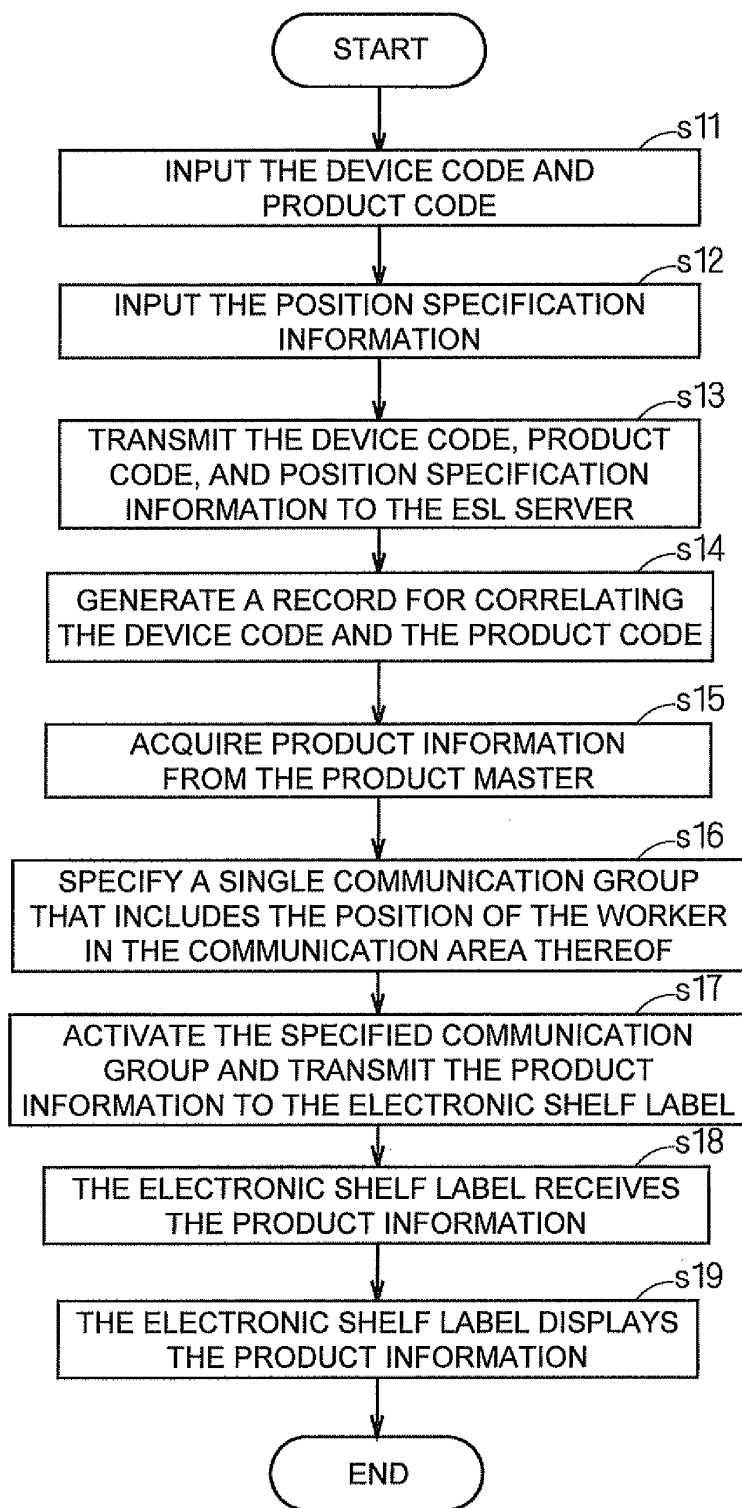 START
s11
INPUT THE DEVICE CODE AND
PRODUCT CODE
s12
INPUT THE POSITION SPECIFICATION
INFORMATION
s13
TRANSMIT THE DEVICE CODE, PRODUCT
CODE, AND POSITION SPECIFICATION
INFORMATION TO THE ESL SERVER
s14
GENERATE A RECORD FOR CORRELATING
THE DEVICE CODE AND THE PRODUCT CODE
s15
ACQUIRE PRODUCT INFORMATION
FROM THE PRODUCT MASTER
s16
SPECIFY A SINGLE COMMUNICATION GROUP
THAT INCLUDES THE POSITION OF THE WORKER
IN THE COMMUNICATION AREA THEREOF
s17
ACTIVATE THE SPECIFIED COMMUNICATION
GROUP AND TRANSMIT THE PRODUCT
INFORMATION TO THE ELECTRONIC SHELF LABEL
s18
THE ELECTRONIC SHELF LABEL RECEIVES
THE PRODUCT INFORMATION
s19
THE ELECTRONIC SHELF LABEL DISPLAYS
THE PRODUCT INFORMATION
END